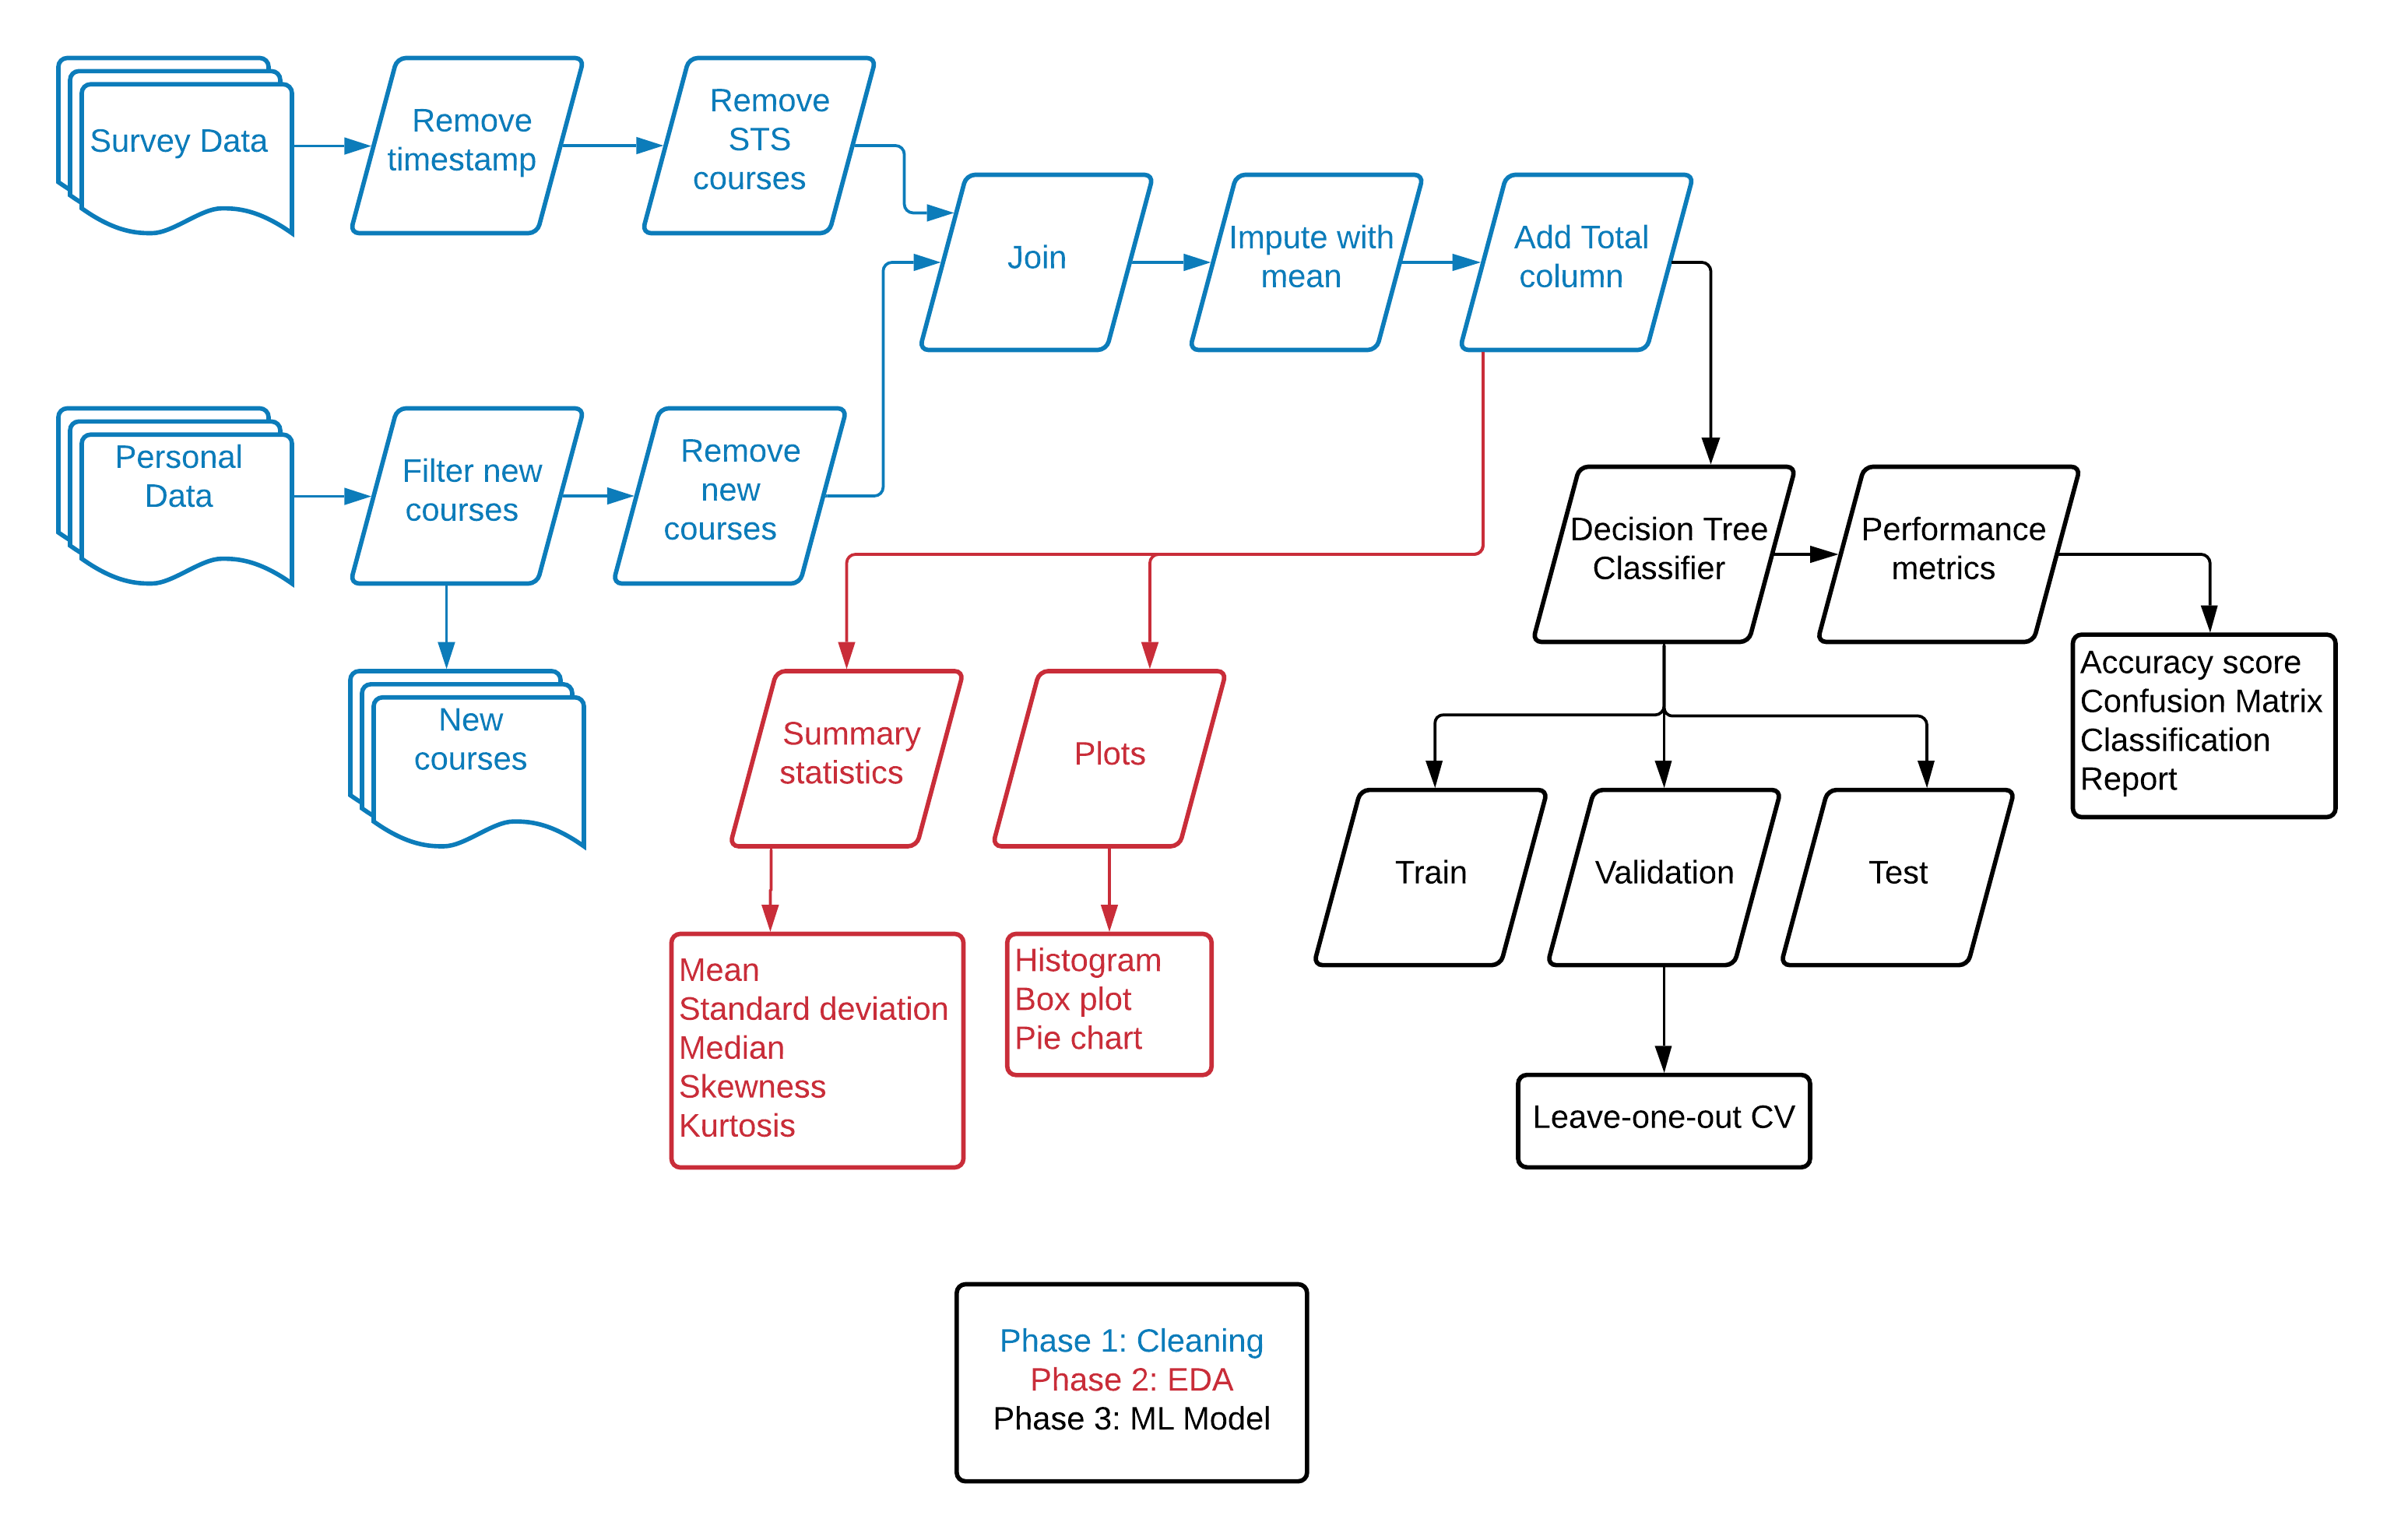 Survey Data
Remove
timestamp
Remove
STS
courses
Join
Impute with
mean
Add Total
column
Personal
Data
Filter new
courses
Remove
new
courses
New
courses
Summary
statistics
Plots
Mean
Standard deviation
Median
Skewness
Kurtosis
Histogram
Box plot
Pie chart
Decision Tree
Classifier
Performance
metrics
Accuracy score
Confusion Matrix
Classification
Report
Train
Validation
Test
Leave-one-out CV
Phase 1: Cleaning
Phase 2: EDA
Phase 3: ML Model